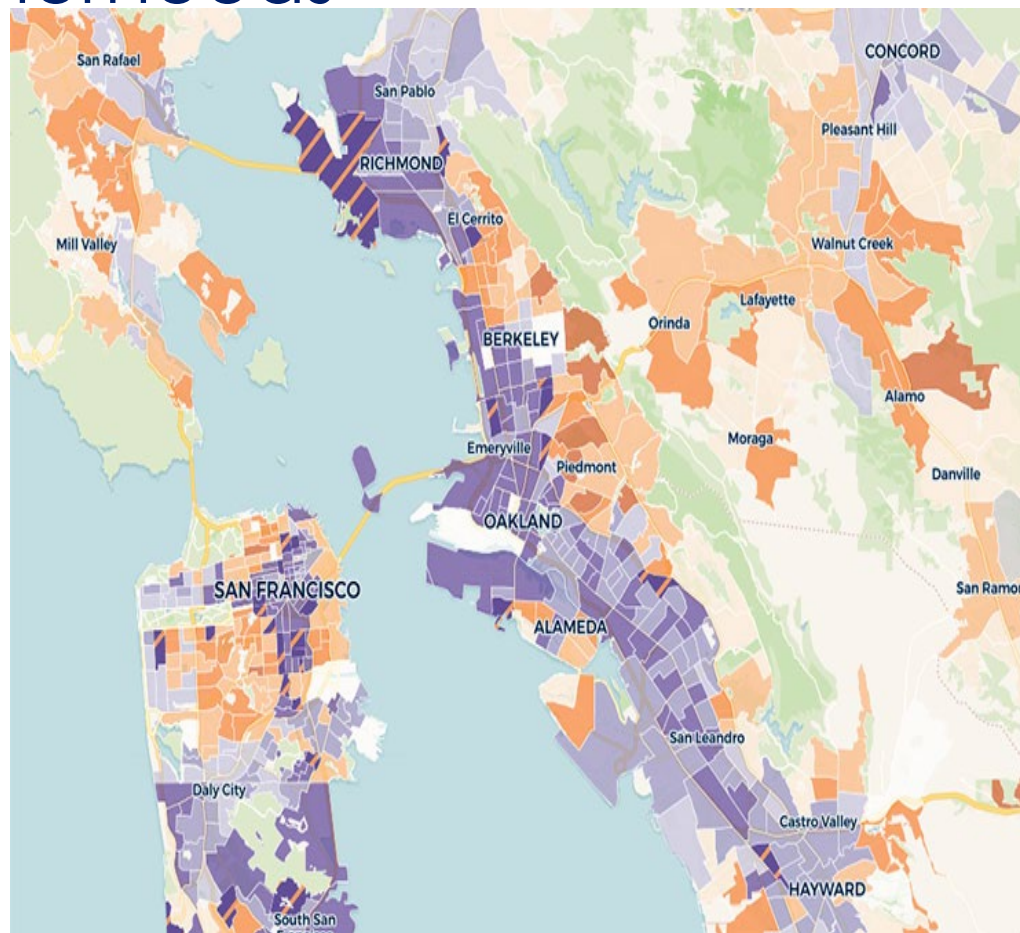 San Rafael
CONCORD
San Pablo
Pleasant Hill
RICHMOND
El Cerrito
Mill Valley
Walnut Creek
Lafayette
Orinda
BERKELEY
Alamo
Moraga
Emeryville
Piedmont
Danville
OAKLAND
SAN FRANCISCO
San Ramo
ALAMEDA
San Leandro
Daly City
Castro Valley
HAYWARD
South San